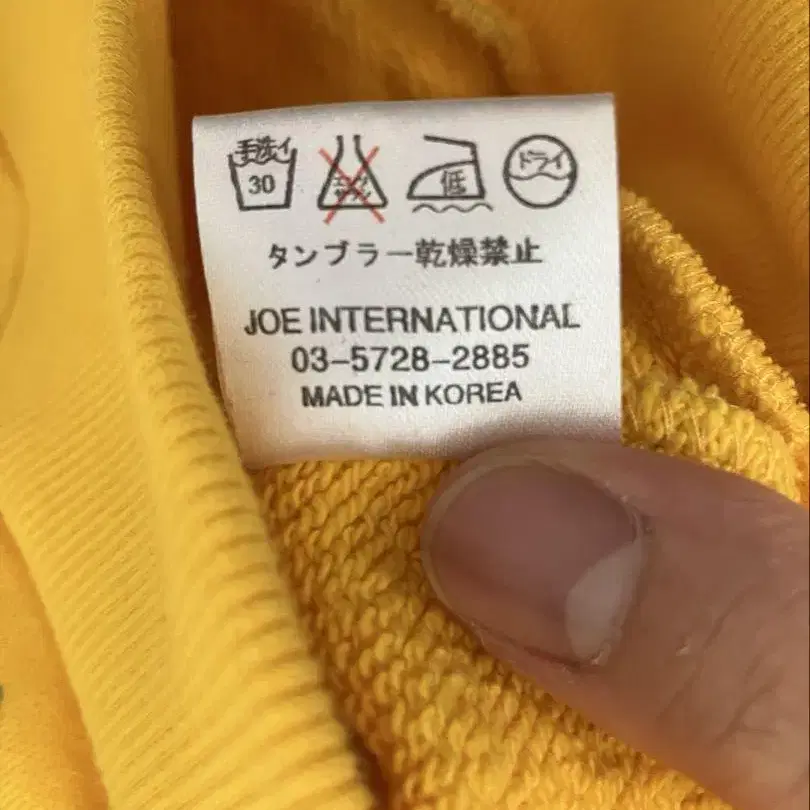 手洗イ
30
低
ドライ
タンブラー乾燥禁止
JOE INTERNATIONAL
03-5728-2885
MADE IN KOREA